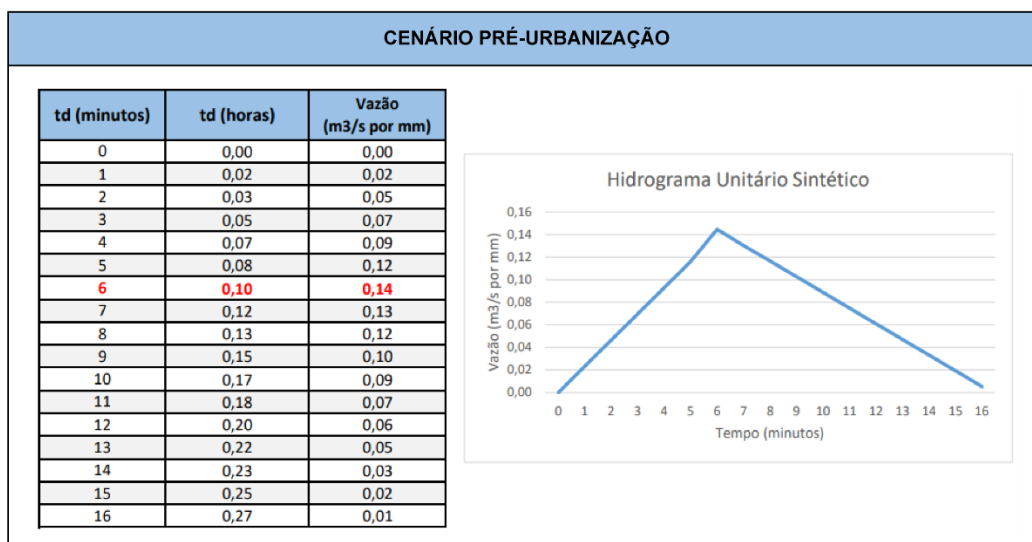 CENÁRIO PRÉ-URBANIZAÇÃO
td (minutos) td (horas) Vazão (m3/s por mm)
0 0,00 0,00
1 0,02 0,02
2 0,03 0,05
3 0,05 0,07
4 0,07 0,09
5 0,08 0,12
6 0,10 0,14
7 0,12 0,13
8 0,13 0,12
9 0,15 0,10
10 0,17 0,09
11 0,18 0,07
12 0,20 0,06
13 0,22 0,05
14 0,23 0,03
15 0,25 0,02
16 0,27 0,01
Hidrograma Unitário Sintético
Vazão (m3/s por mm)
0,16
0,14
0,12
0,10
0,08
0,06
0,04
0,02
0,00
0 1 2 3 4 5 6 7 8 9 10 11 12 13 14 15 16
Tempo (minutos)